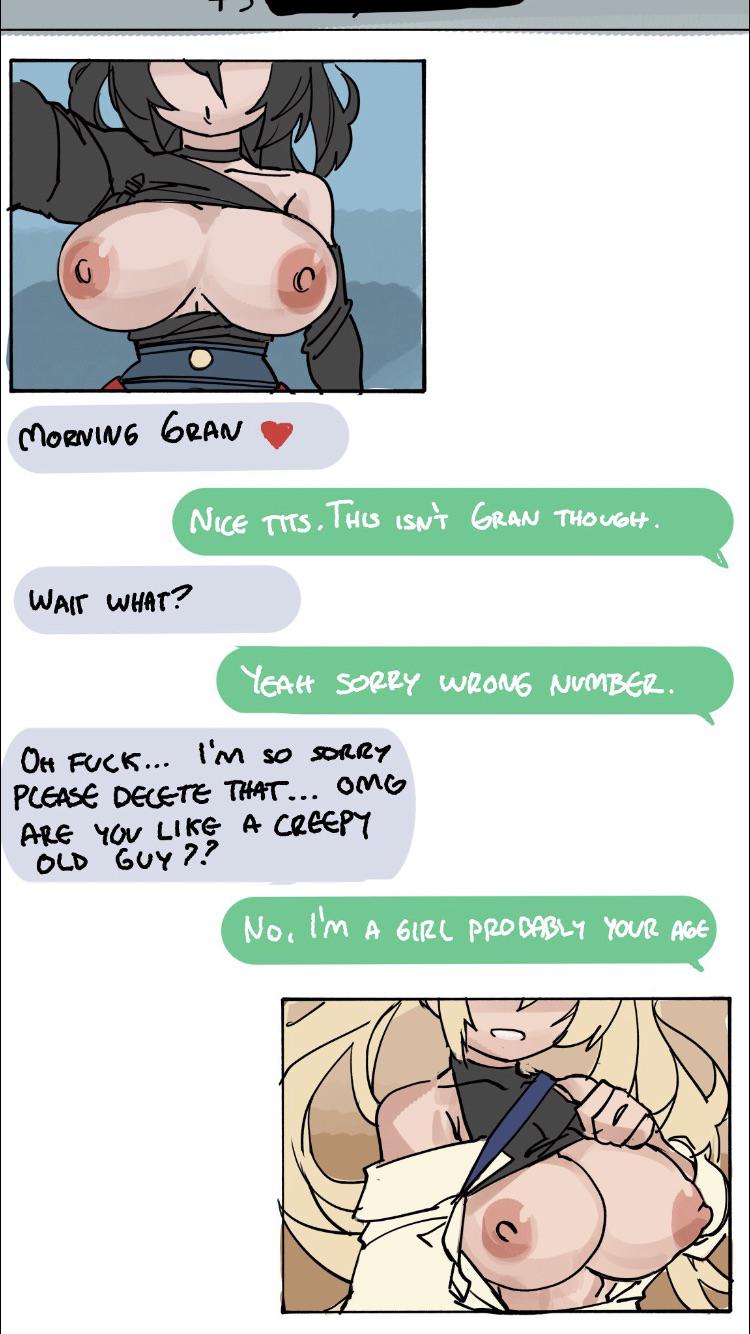 MORNING GRAN ❤
NICE TITS. THIS ISN'T GRAN THOUGH.
WAIT WHAT?
YEAH SORRY WRONG NUMBER.
OH FUCK... I'M SO SORRY
PLEASE DELETE THAT... OMG
ARE YOU LIKE A CREEPY
OLD GUY??
NO, I'M A GIRL PROBABLY YOUR AGE